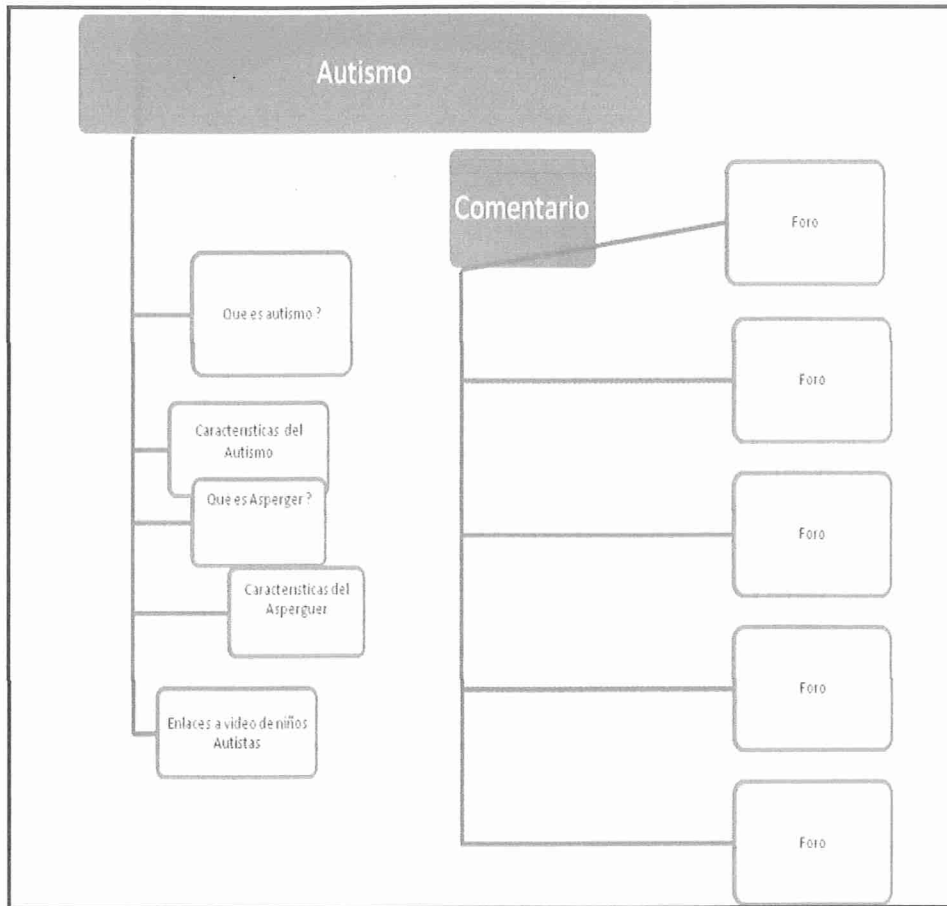 Autismo
Comentario
Foro
Que es autismo ?
Foro
Caracteristicas del
Autismo
Que es Asperger ?
Foro
Caracteristicas del
Asperguer
Foro
Enlaces a video de niños
Autistas
Foro